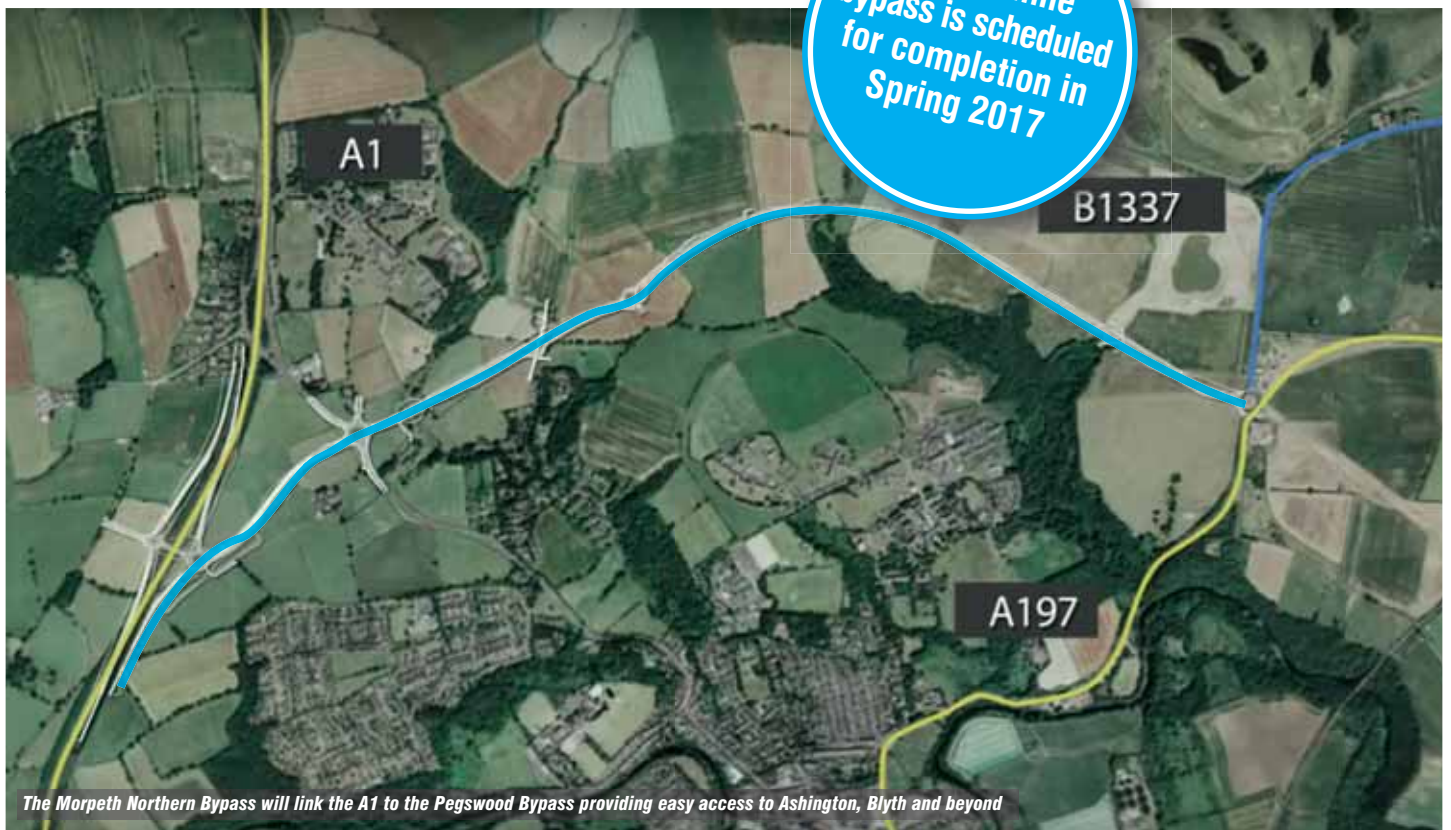 bypass is scheduled
for completion in
Spring 2017
A1
B1337
A197
The Morpeth Northern Bypass will link the A1 to the Pegswood Bypass providing easy access to Ashington, Blyth and beyond